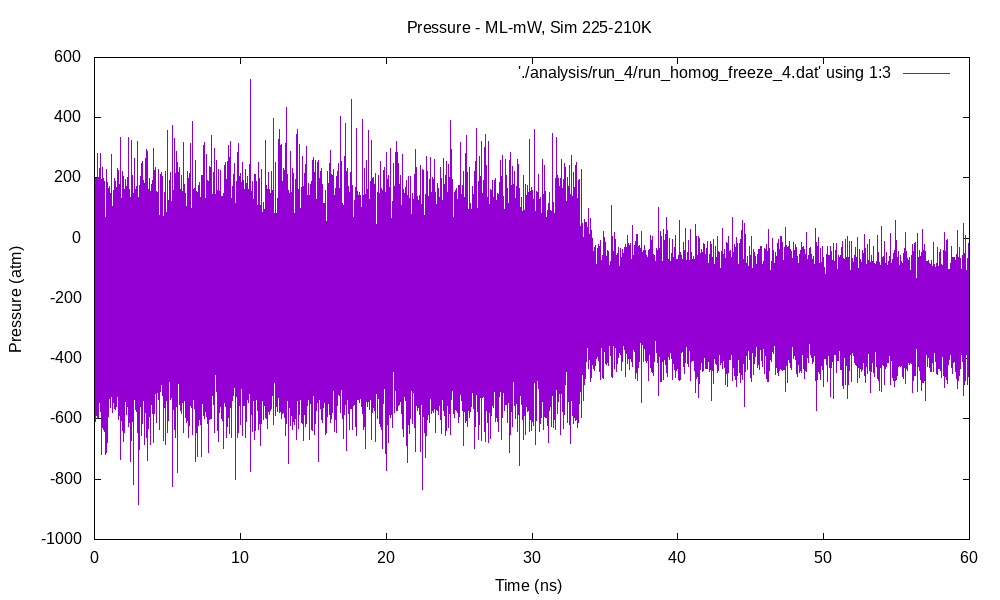 Pressure - ML-mW, Sim 225-210K
'./analysis/run_4/run_homog_freeze_4.dat' using 1:3
600
400
200
0
-200
-400
-600
-800
-1000
Pressure (atm)
0 10 20 30 40 50 60
Time (ns)